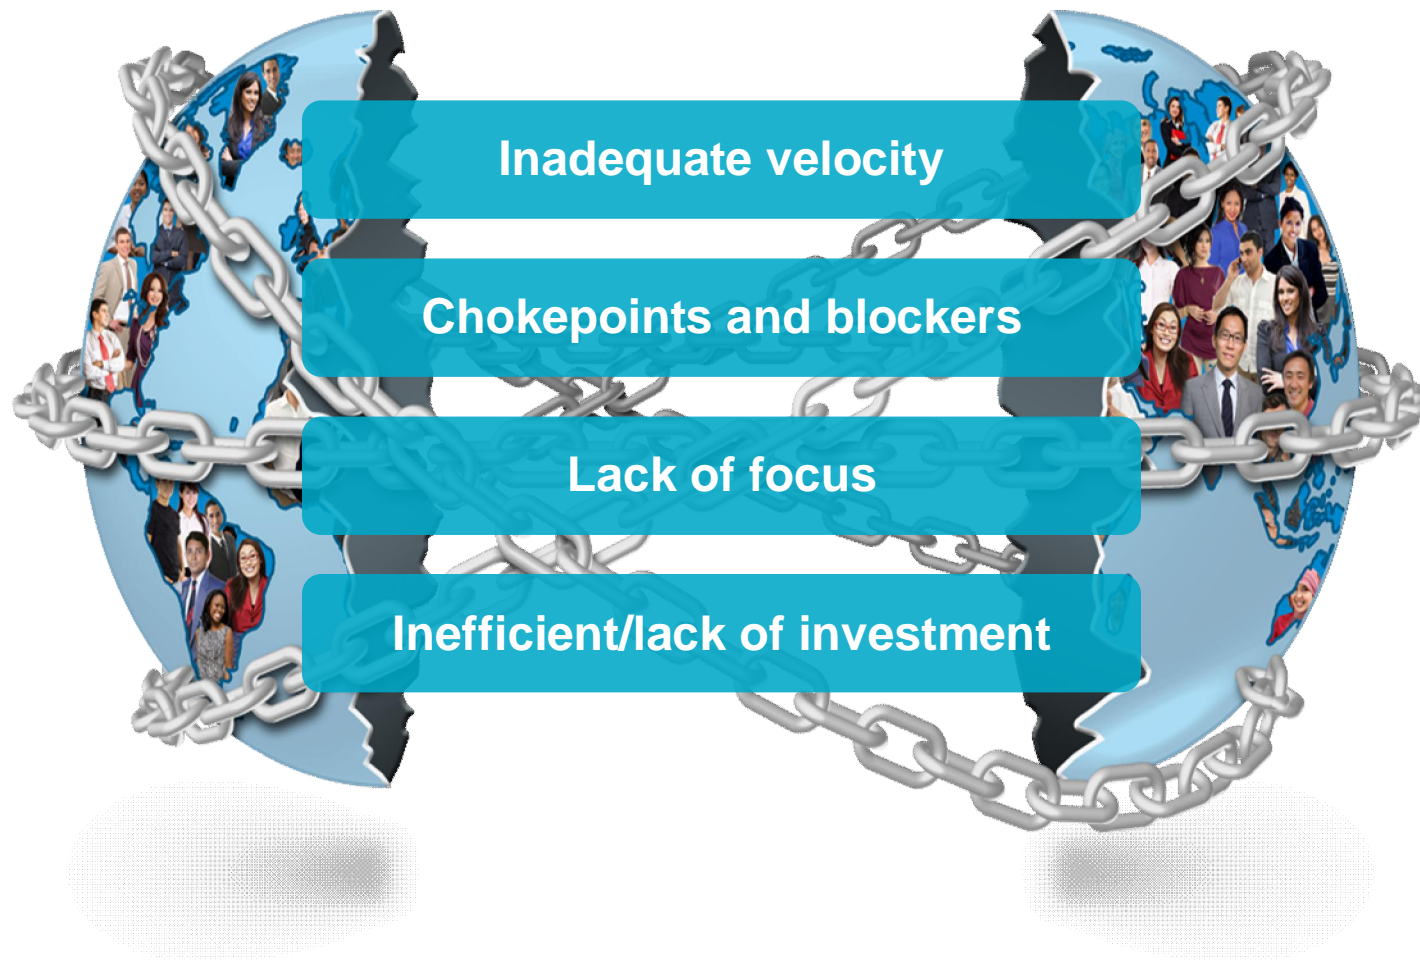 Inadequate velocity
Chokepoints and blockers
Lack of focus
Inefficient/lack of investment